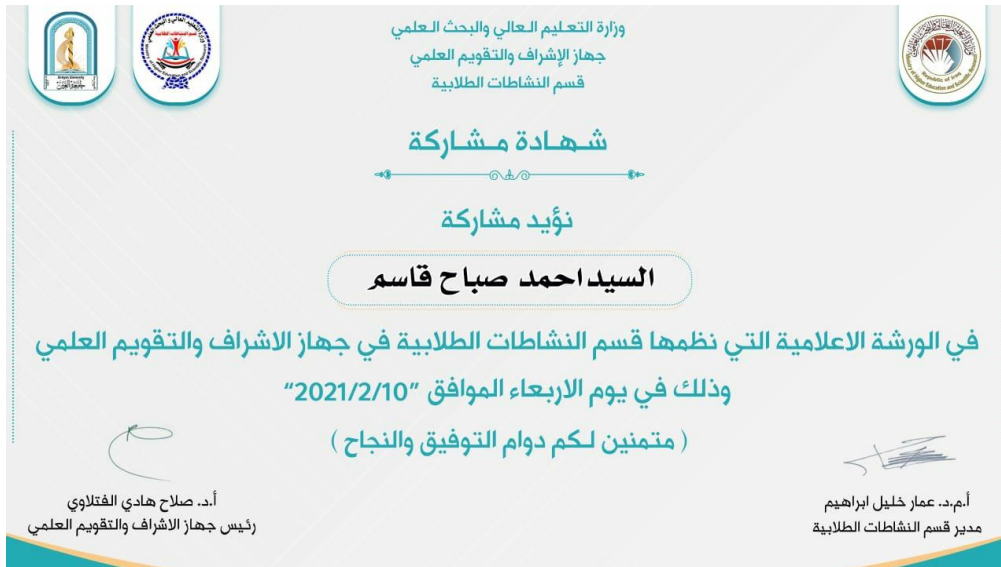 وزارة التعليم العالي والبحث العلمي
جهاز الإشراف والتقويم العلمي
قسم النشاطات الطلابية
شهادة مشاركة
نؤيد مشاركة
السيد احمد صباح قاسم
في الورشة الاعلامية التي نظمها قسم النشاطات الطلابية في جهاز الاشراف والتقويم العلمي
وذلك في يوم الاربعاء الموافق "2021/2/10"
( متمنين لكم دوام التوفيق والنجاح )
أ.م.د. عمار خليل ابراهيم
مدير قسم النشاطات الطلابية
أ.د. صلاح هادي الفتلاوي
رئيس جهاز الاشراف والتقويم العلمي